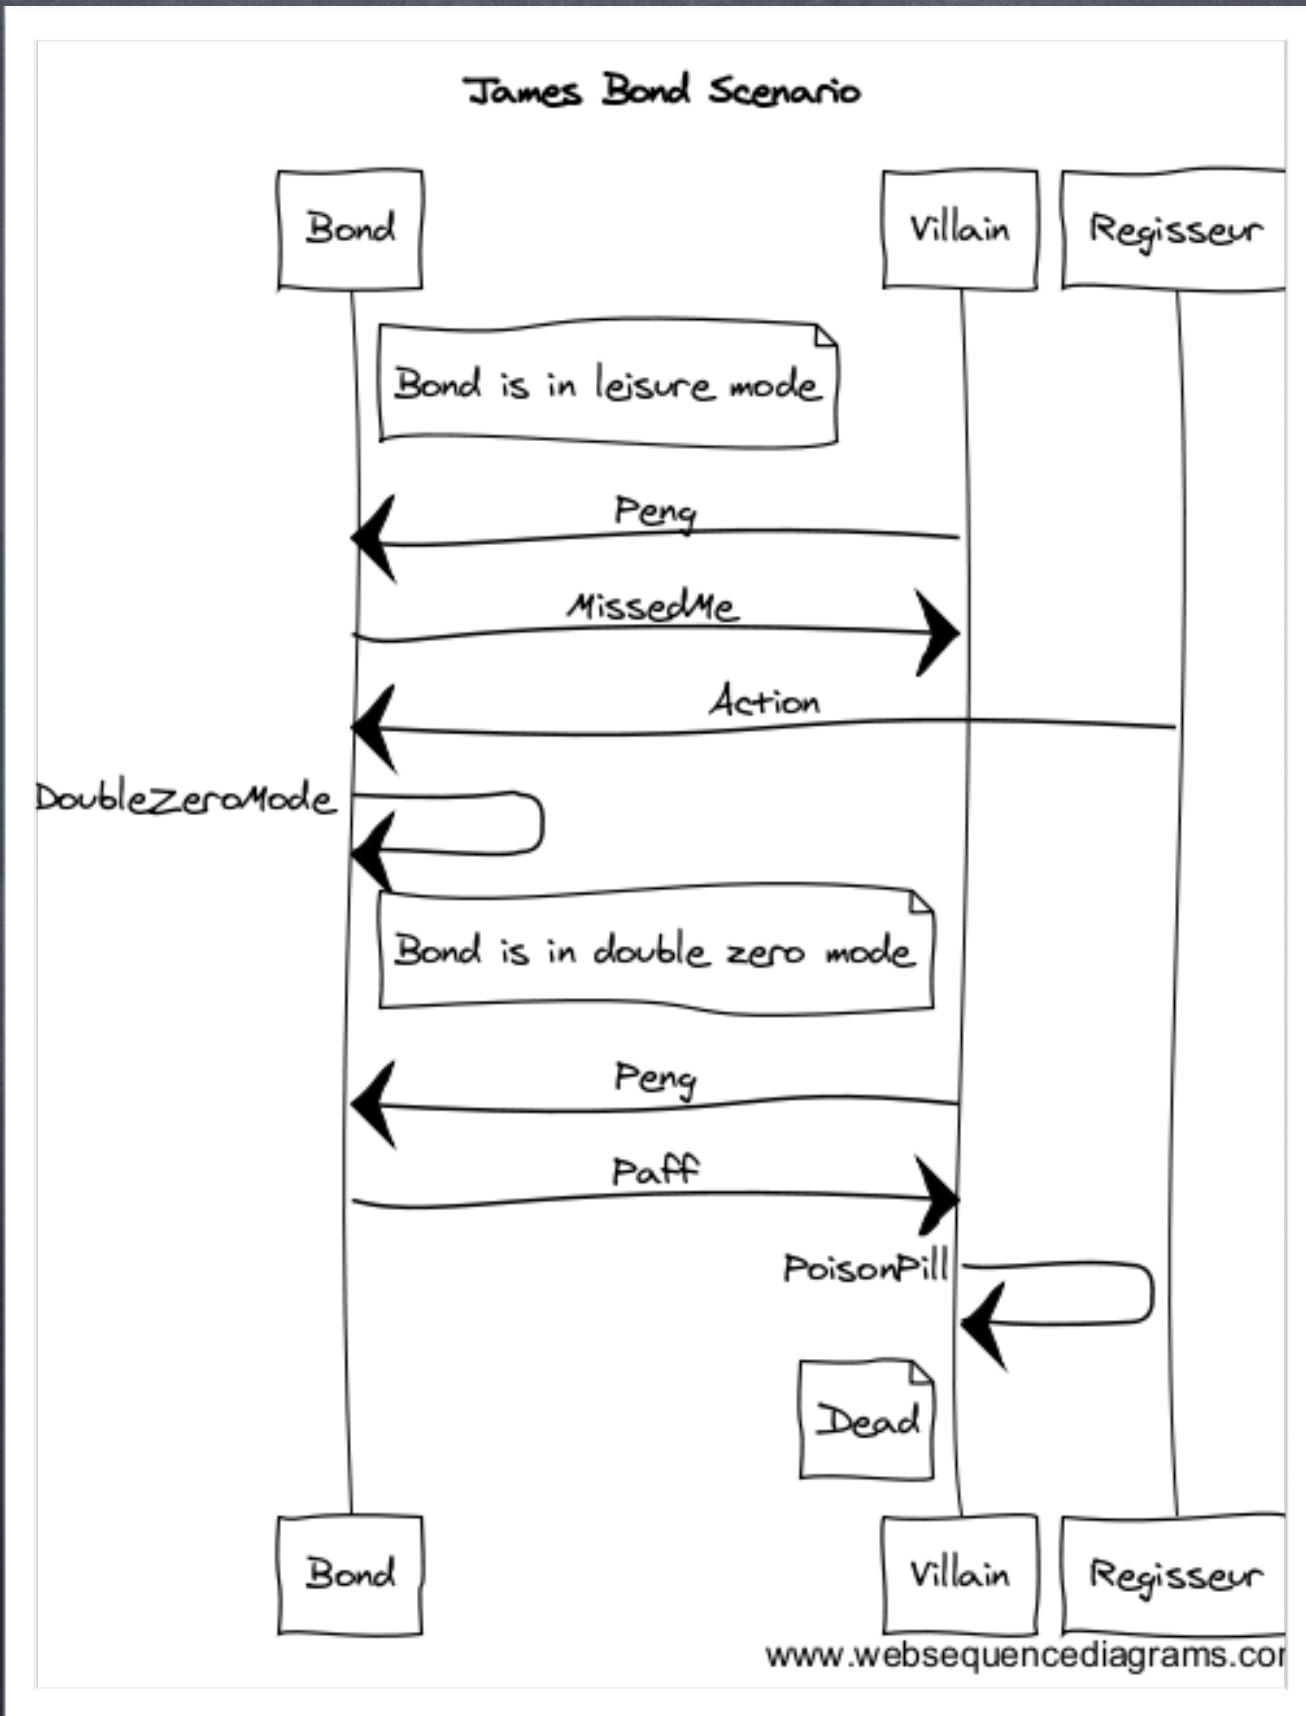 James Bond Scenario
Bond
Villain
Regisseur
Bond is in leisure mode
Peng
MissedMe
Action
DoubleZeroMode
Bond is in double zero mode
Peng
Paff
PoisonPill
Dead
Bond
Villain
Regisseur
www.websequencediagrams.cor